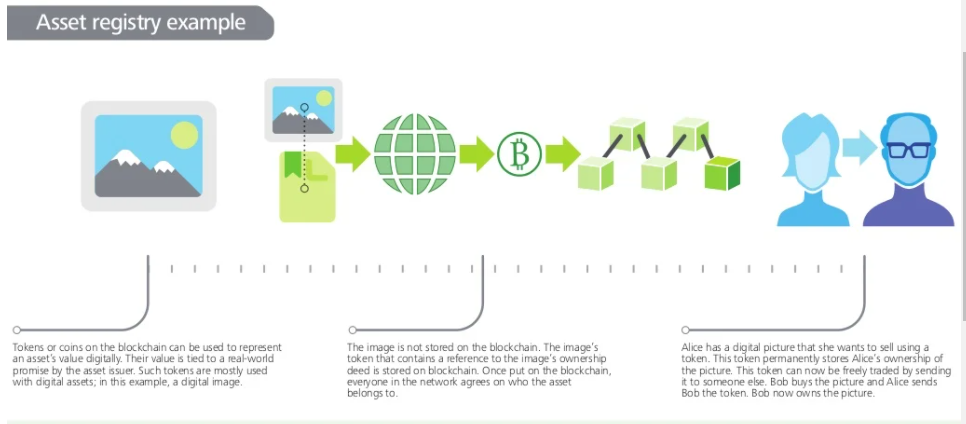 Asset registry example
Tokens or coins on the blockchain can be used to represent
an asset's value digitally. Their value is tied to a real-world
promise by the asset issuer. Such tokens are mostly used
with digital assets; in this example, a digital image.
The image is not stored on the blockchain. The image's
token that contains a reference to the image's ownership
deed is stored on blockchain. Once put on the blockchain,
everyone in the network agrees on who the asset
belongs to.
Alice has a digital picture that she wants to sell using a
token. This token permanently stores Alice's ownership of
the picture. This token can now be freely traded by sending
it to someone else. Bob buys the picture and Alice sends
Bob the token. Bob now owns the picture.